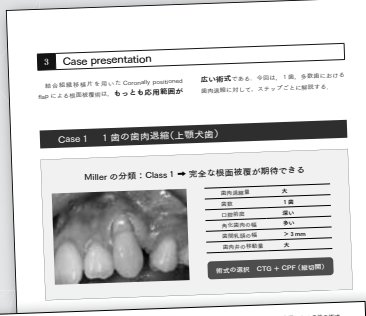 3 Case presentation
結合組織移植片を用いた Coronally positioned
flap による根面被覆術は，もっとも応用範囲が
広い術式である．今回は，1歯，多数歯における
歯肉退縮に対して，ステップごとに解説する．
Case 1 1歯の歯肉退縮(上顎犬歯)
Miller の分類：Class 1 ➡ 完全な根面被覆が期待できる
歯肉退縮量 大
歯数 1歯
口腔前庭 深い
角化歯肉の幅 多い
歯間乳頭の幅 ＞3mm
歯肉弁の移動量 大
術式の選択 CTG + CPF (縦切開)